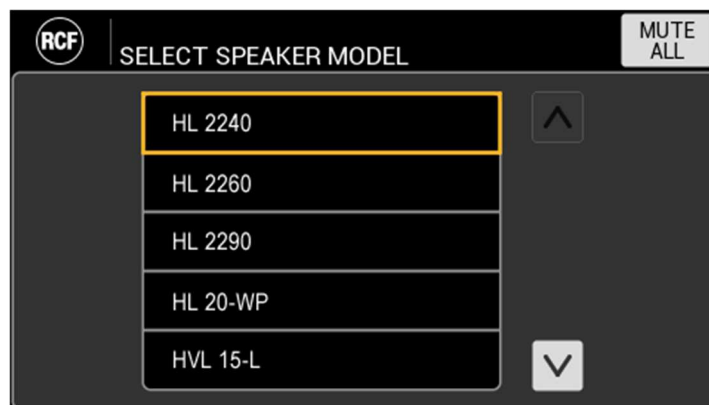 RCF
SELECT SPEAKER MODEL
MUTE
ALL
HL 2240
HL 2260
HL 2290
HL 20-WP
HVL 15-L